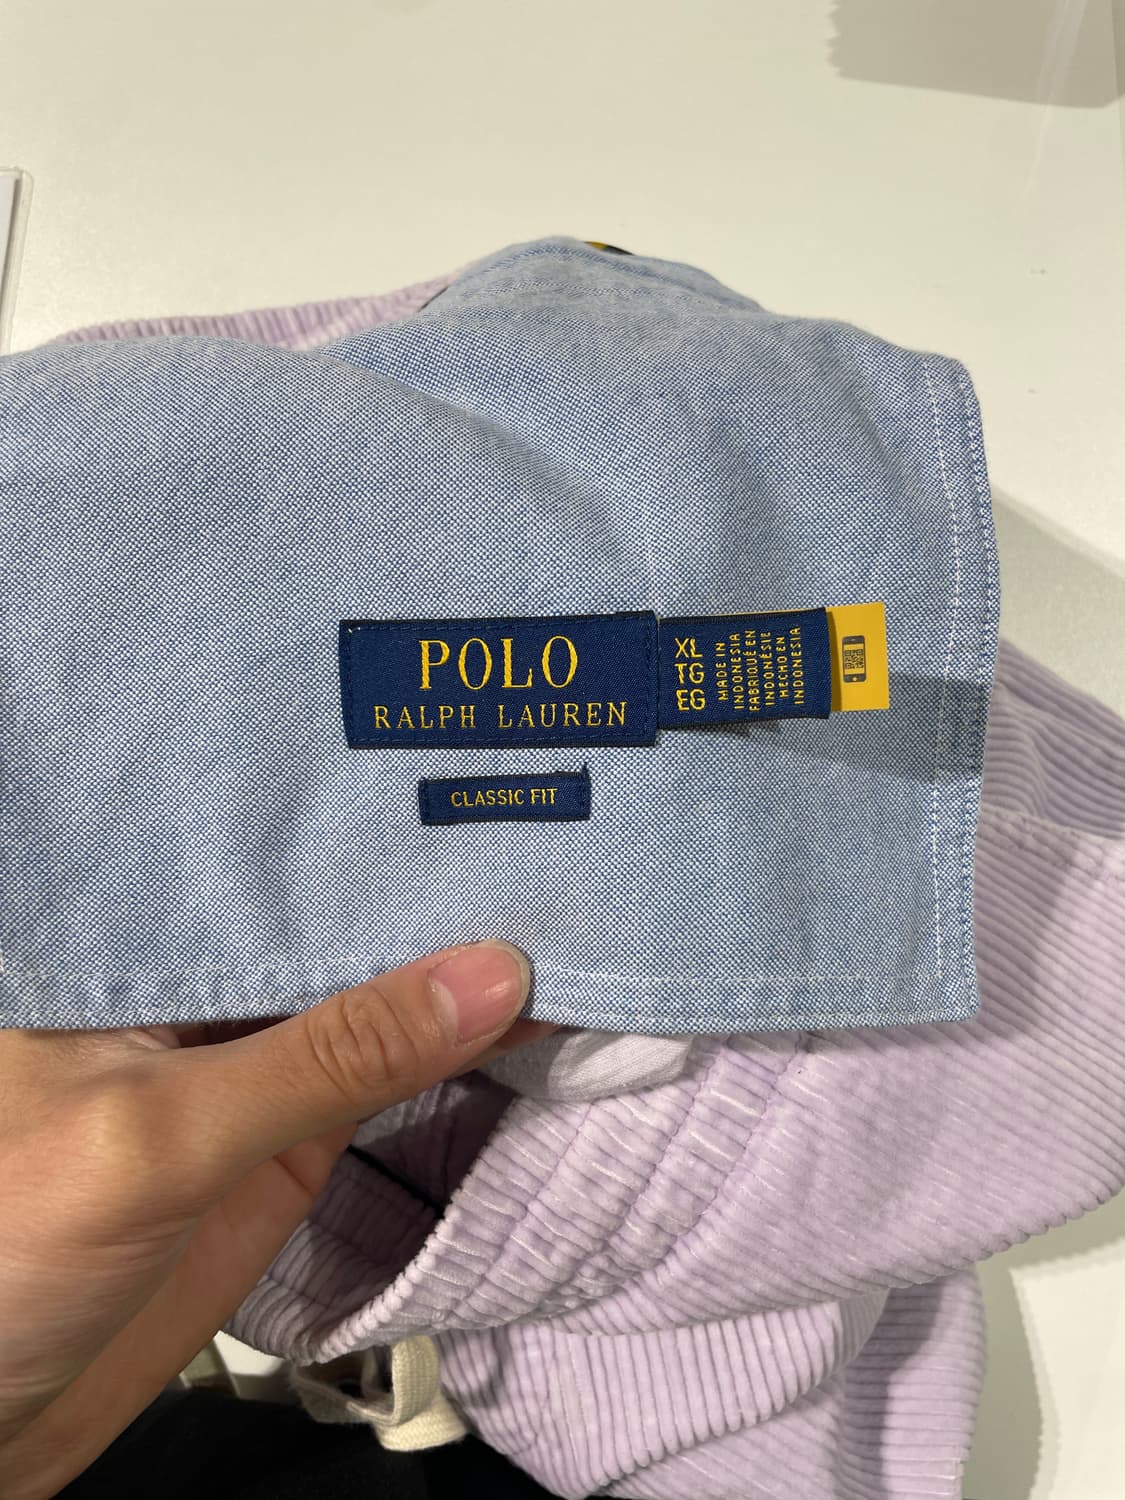 POLO
RALPH LAUREN
XL
TG
EG
MADE IN
INDONESIA
FABRIQUÉ EN
INDONÉSIE
HECHO EN
INDONESIA
CLASSIC FIT